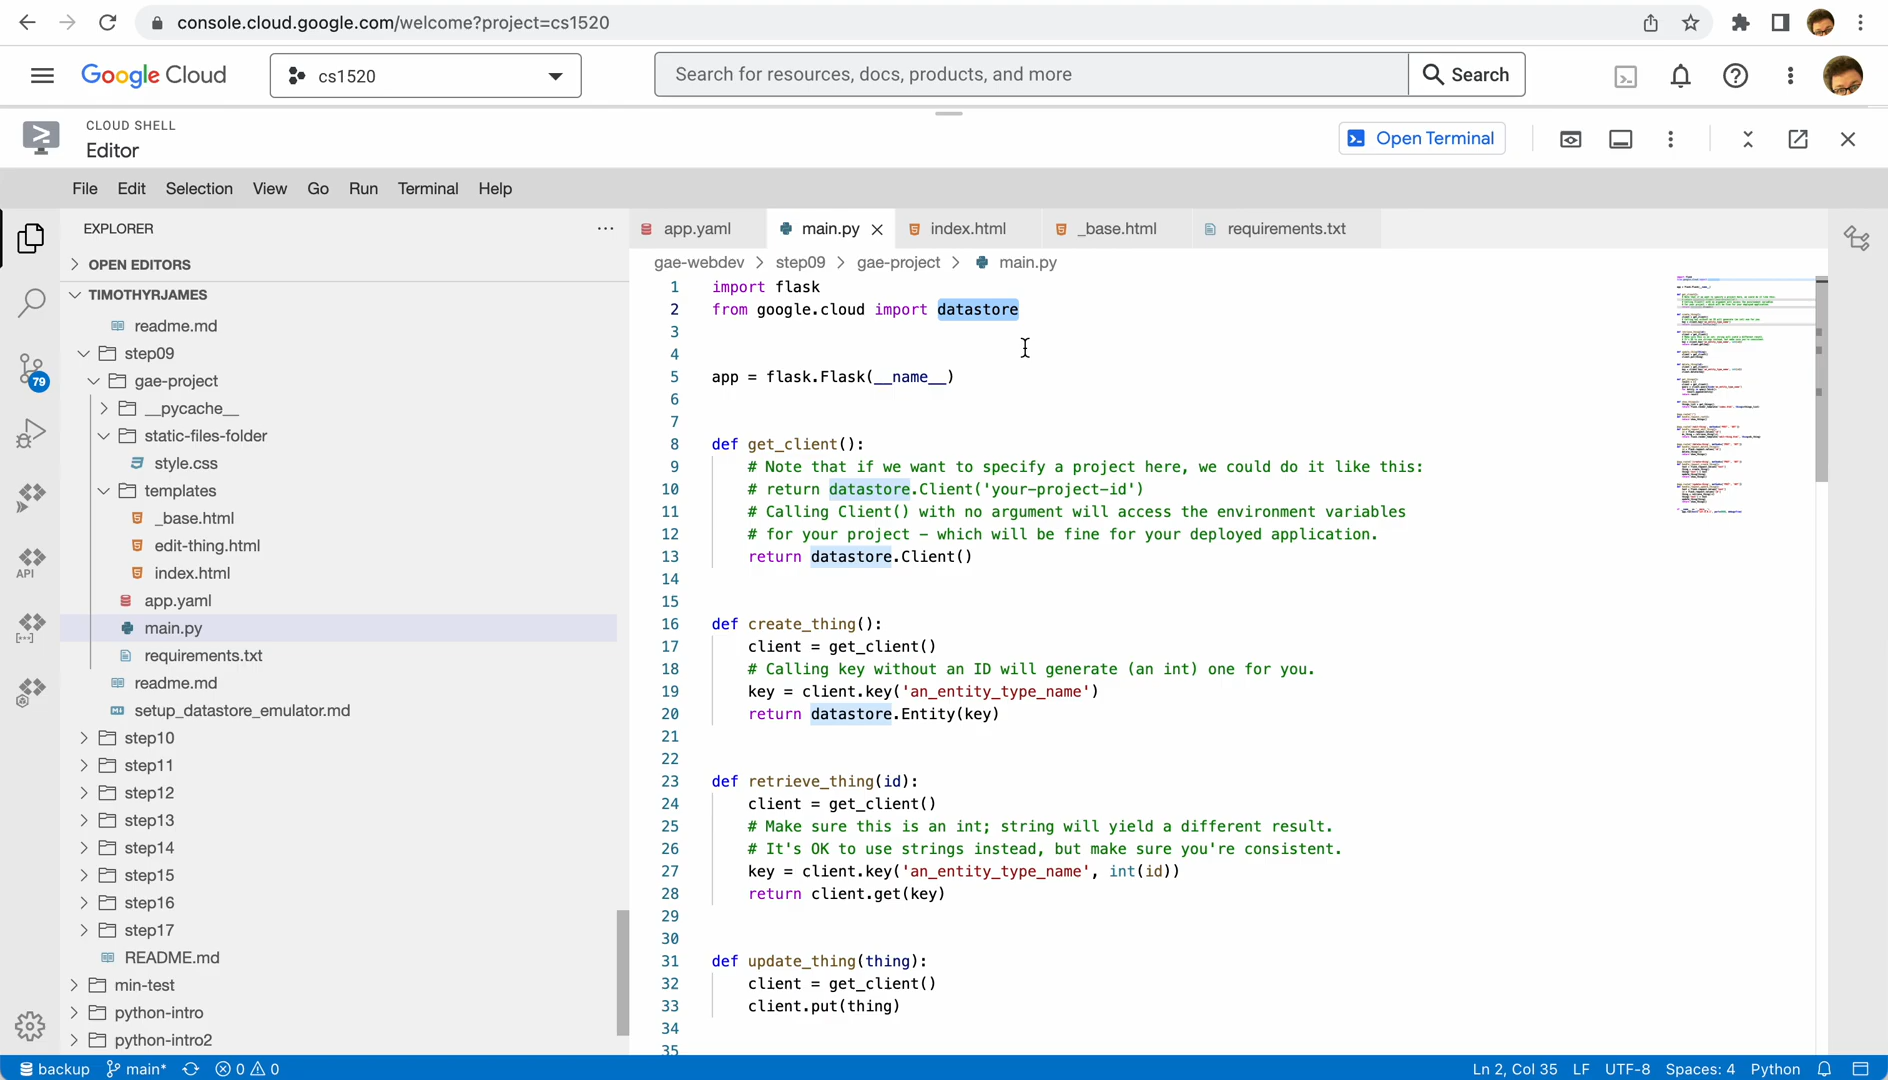 console.cloud.google.com/welcome?project=cs1520
Google Cloud
cs1520
Search for resources, docs, products, and more
Search
CLOUD SHELL
Editor
Open Terminal
File Edit Selection View Go Run Terminal Help
EXPLORER
OPEN EDITORS
TIMOTHYRJAMES
readme.md
step09
gae-project
__pycache__
static-files-folder
style.css
templates
_base.html
edit-thing.html
index.html
app.yaml
main.py
requirements.txt
readme.md
setup_datastore_emulator.md
step10
step11
step12
step13
step14
step15
step16
step17
README.md
min-test
python-intro
python-intro2
79
API
app.yaml main.py index.html _base.html requirements.txt
gae-webdev > step09 > gae-project > main.py
1 import flask
2 from google.cloud import datastore
3
4
5 app = flask.Flask(__name__)
6
7
8 def get_client():
9 # Note that if we want to specify a project here, we could do it like this:
10 # return datastore.Client('your-project-id')
11 # Calling Client() with no argument will access the environment variables
12 # for your project – which will be fine for your deployed application.
13 return datastore.Client()
14
15
16 def create_thing():
17 client = get_client()
18 # Calling key without an ID will generate (an int) one for you.
19 key = client.key('an_entity_type_name')
20 return datastore.Entity(key)
21
22
23 def retrieve_thing(id):
24 client = get_client()
25 # Make sure this is an int; string will yield a different result.
26 # It's OK to use strings instead, but make sure you're consistent.
27 key = client.key('an_entity_type_name', int(id))
28 return client.get(key)
29
30
31 def update_thing(thing):
32 client = get_client()
33 client.put(thing)
34
35
backup main* 0 0 Ln 2, Col 35 LF UTF-8 Spaces: 4 Python